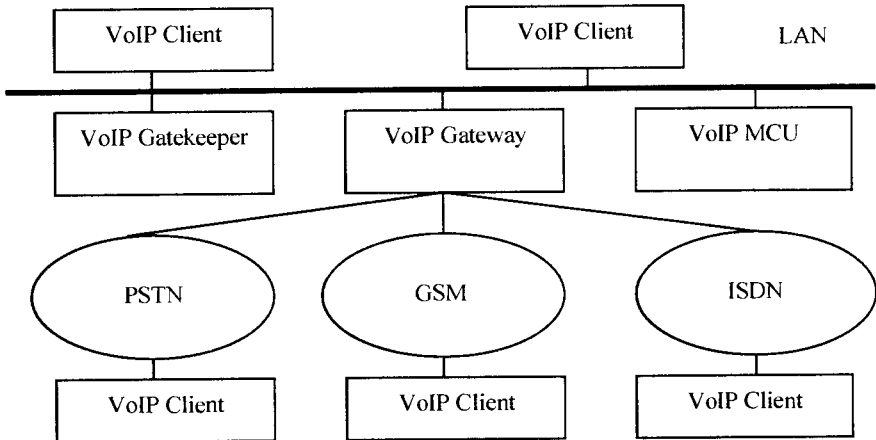 VoIP Client
VoIP Client
LAN
VoIP Gatekeeper
VoIP Gateway
VoIP MCU
PSTN
GSM
ISDN
VoIP Client
VoIP Client
VoIP Client